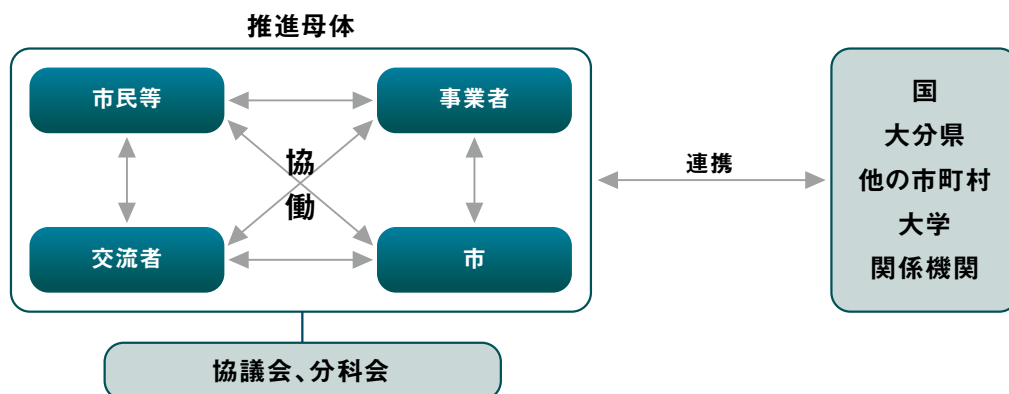 推進母体
市民等
事業者
協
働
交流者
市
連携
国
大分県
他の市町村
大学
関係機関
協議会、分科会